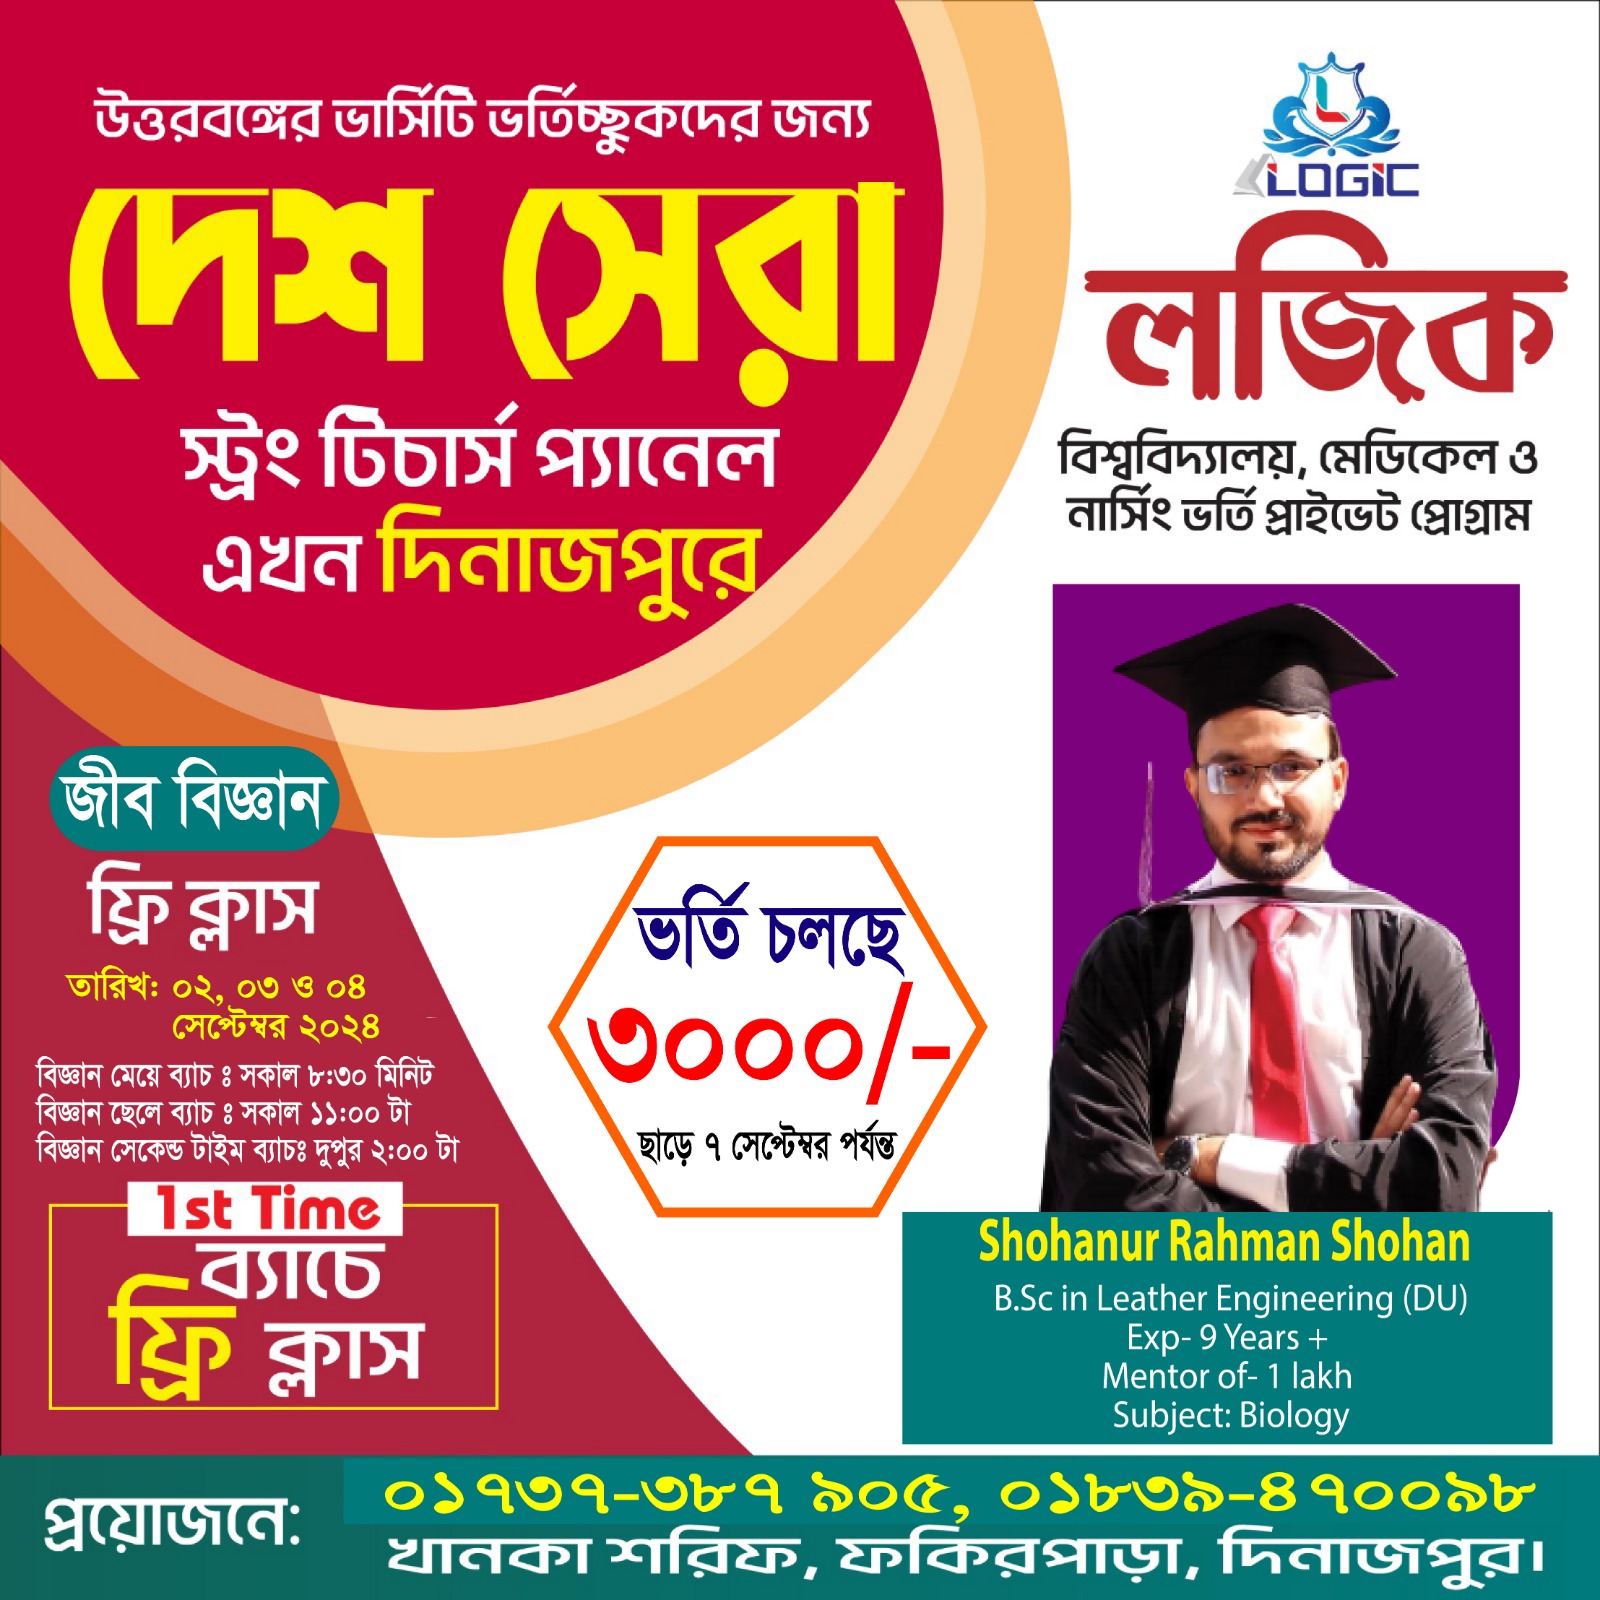 উত্তরবঙ্গের ভার্সিটি ভর্তিচ্ছুকদের জন্য
দেশ সেরা
স্ট্রং টিচার্স প্যানেল
এখন দিনাজপুরে
LOGIC
লজিক
বিশ্ববিদ্যালয়, মেডিকেল ও
নার্সিং ভর্তি প্রাইভেট প্রোগ্রাম
জীব বিজ্ঞান
ফ্রি ক্লাস
তারিখ: ০২, ০৩ ও ০৪
সেপ্টেম্বর ২০২৪
বিজ্ঞান মেয়ে ব্যাচ ঃ সকাল ৮:৩০ মিনিট
বিজ্ঞান ছেলে ব্যাচ ঃ সকাল ১১:০০ টা
বিজ্ঞান সেকেন্ড টাইম ব্যাচঃ দুপুর ২:০০ টা
1st Time
ব্যাচে
ফ্রি ক্লাস
ভর্তি চলছে
৩০০০/-
ছাড়ে ৭ সেপ্টেম্বর পর্যন্ত
Shohanur Rahman Shohan
B.Sc in Leather Engineering (DU)
Exp- 9 Years +
Mentor of- 1 lakh
Subject: Biology
প্রয়োজনে:
০১৭৩৭-৩৮৭ ৯০৫, ০১৮৩৯-৪৭০০৯৮
খানকা শরিফ, ফকিরপাড়া, দিনাজপুর।